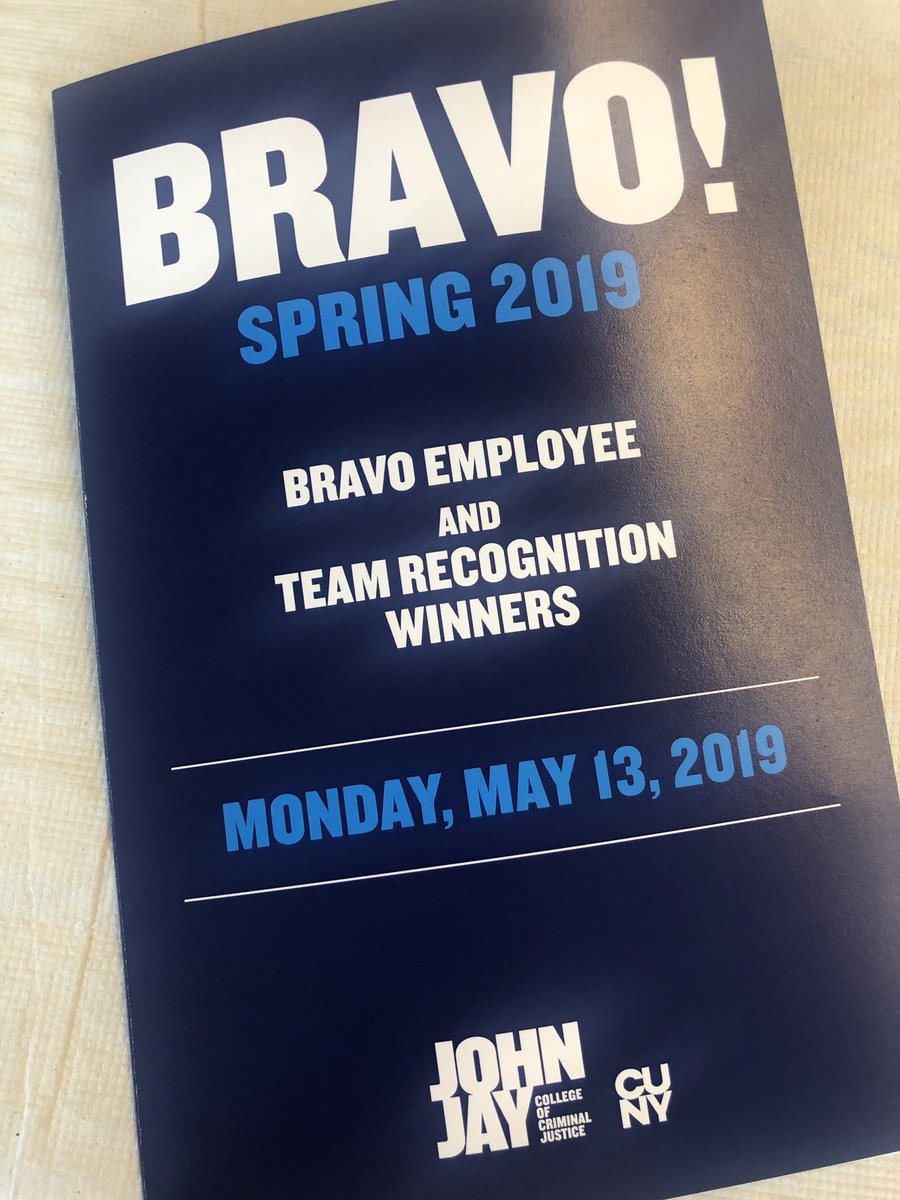 BRAVO!
SPRING 2019
BRAVO EMPLOYEE
AND
TEAM RECOGNITION
WINNERS
MONDAY, MAY 13, 2019
JOHN
JAY
COLLEGE
OF
CRIMINAL
JUSTICE
CU
NY